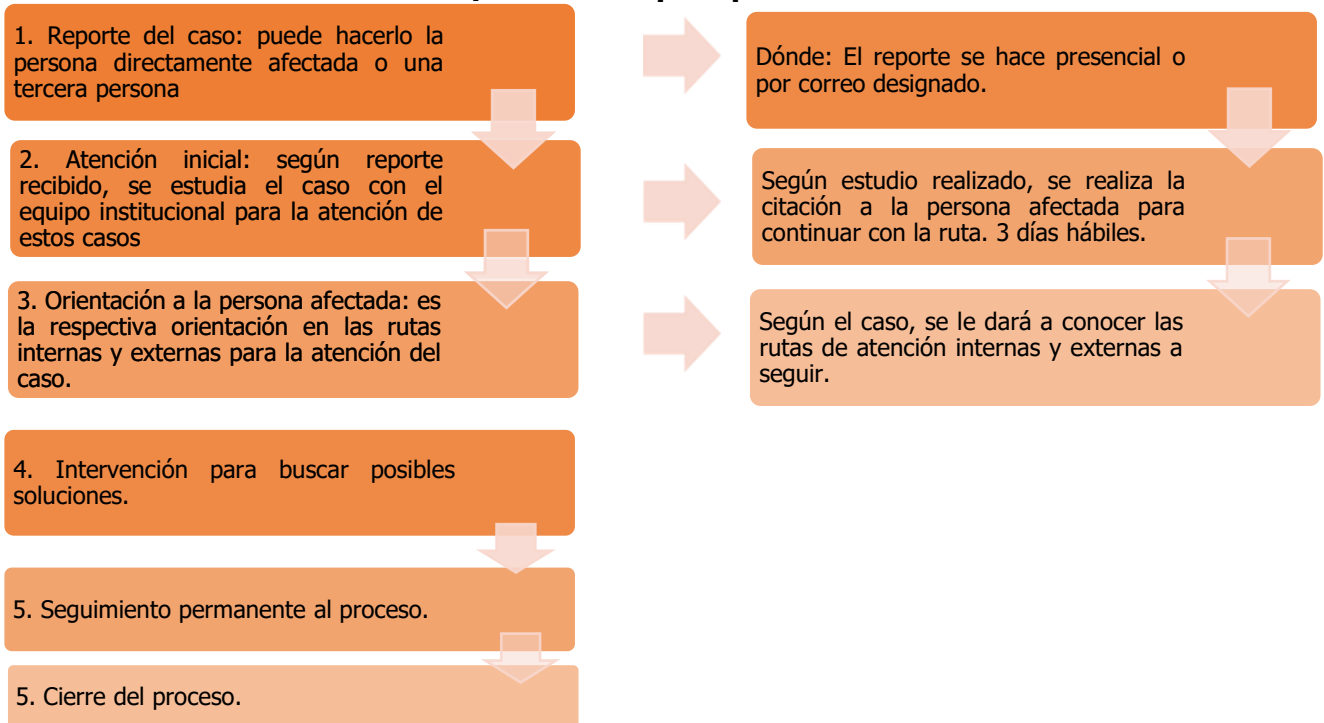 1. Reporte del caso: puede hacerlo la
persona directamente afectada o una
tercera persona
Dónde: El reporte se hace presencial o
por correo designado.
2. Atención inicial: según reporte
recibido, se estudia el caso con el
equipo institucional para la atención de
estos casos
Según estudio realizado, se realiza la
citación a la persona afectada para
continuar con la ruta. 3 días hábiles.
3. Orientación a la persona afectada: es
la respectiva orientación en las rutas
internas y externas para la atención del
caso.
Según el caso, se le dará a conocer las
rutas de atención internas y externas a
seguir.
4. Intervención para buscar posibles
soluciones.
5. Seguimiento permanente al proceso.
5. Cierre del proceso.